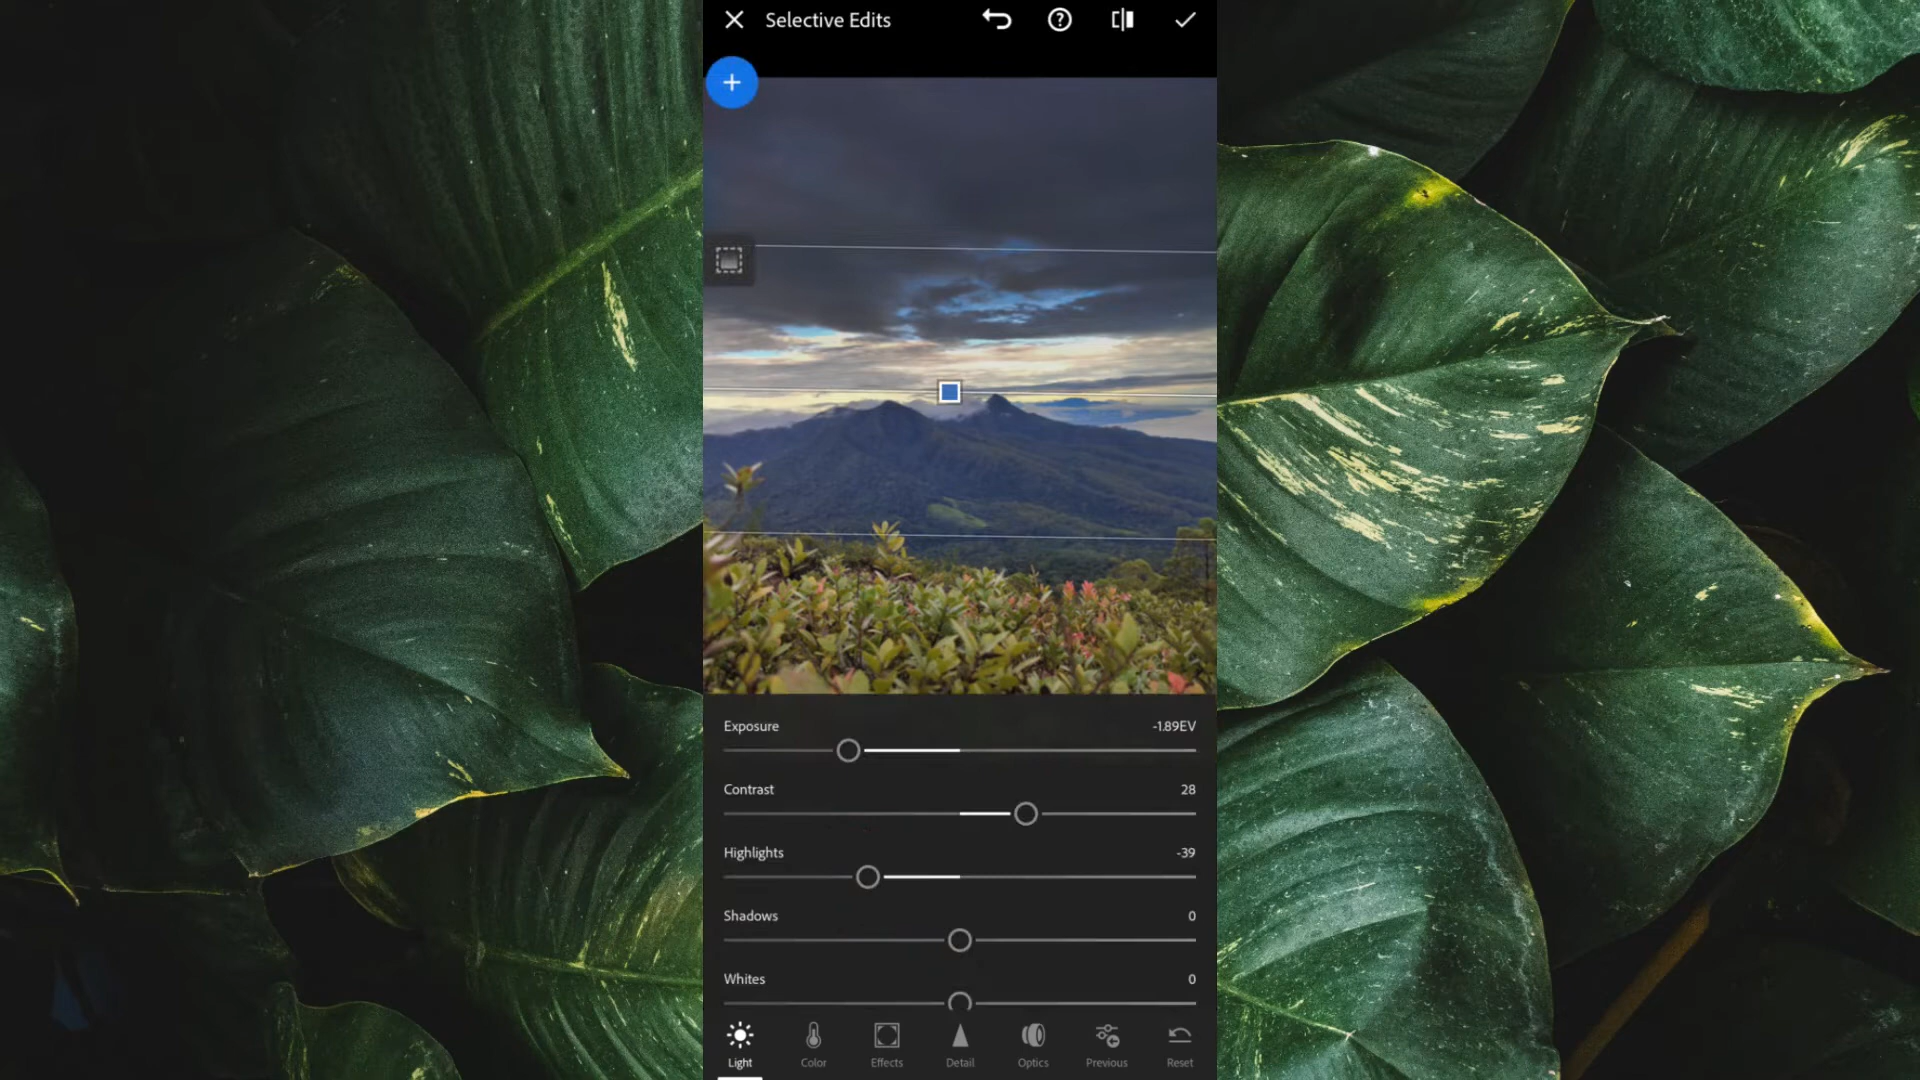 Selective Edits
Exposure -1.89EV
Contrast 28
Highlights -39
Shadows 0
Whites 0
Light Color Effects Detail Optics Previous Reset